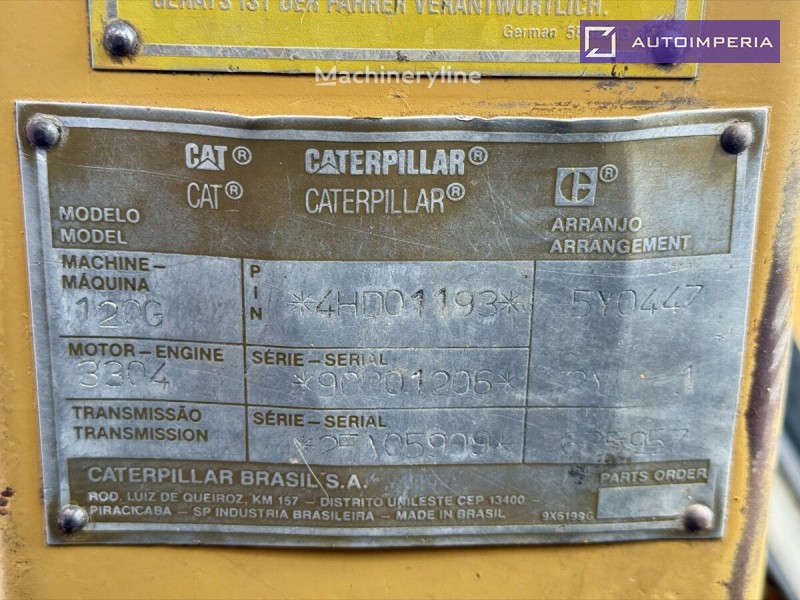 GERÄTS IST DER FAHRER VERANTWORTLICH.
German
AUTOIMPERIA
Machineryline
CAT® CATERPILLAR® ®
CAT® CATERPILLAR®
MODELO ARRANJO
MODEL ARRANGEMENT
MACHINE–
MÁQUINA
PIN
120G *4HD01193* 5Y0447
MOTOR–ENGINE SÉRIE–SERIAL
3304
TRANSMISSÃO SÉRIE–SERIAL
TRANSMISSION
CATERPILLAR BRASIL S.A. PARTS ORDER
ROD. LUIZ DE QUEIROZ, KM 157 – DISTRITO UNILESTE CEP 13400 –
PIRACICABA – SP INDUSTRIA BRASILEIRA – MADE IN BRASIL